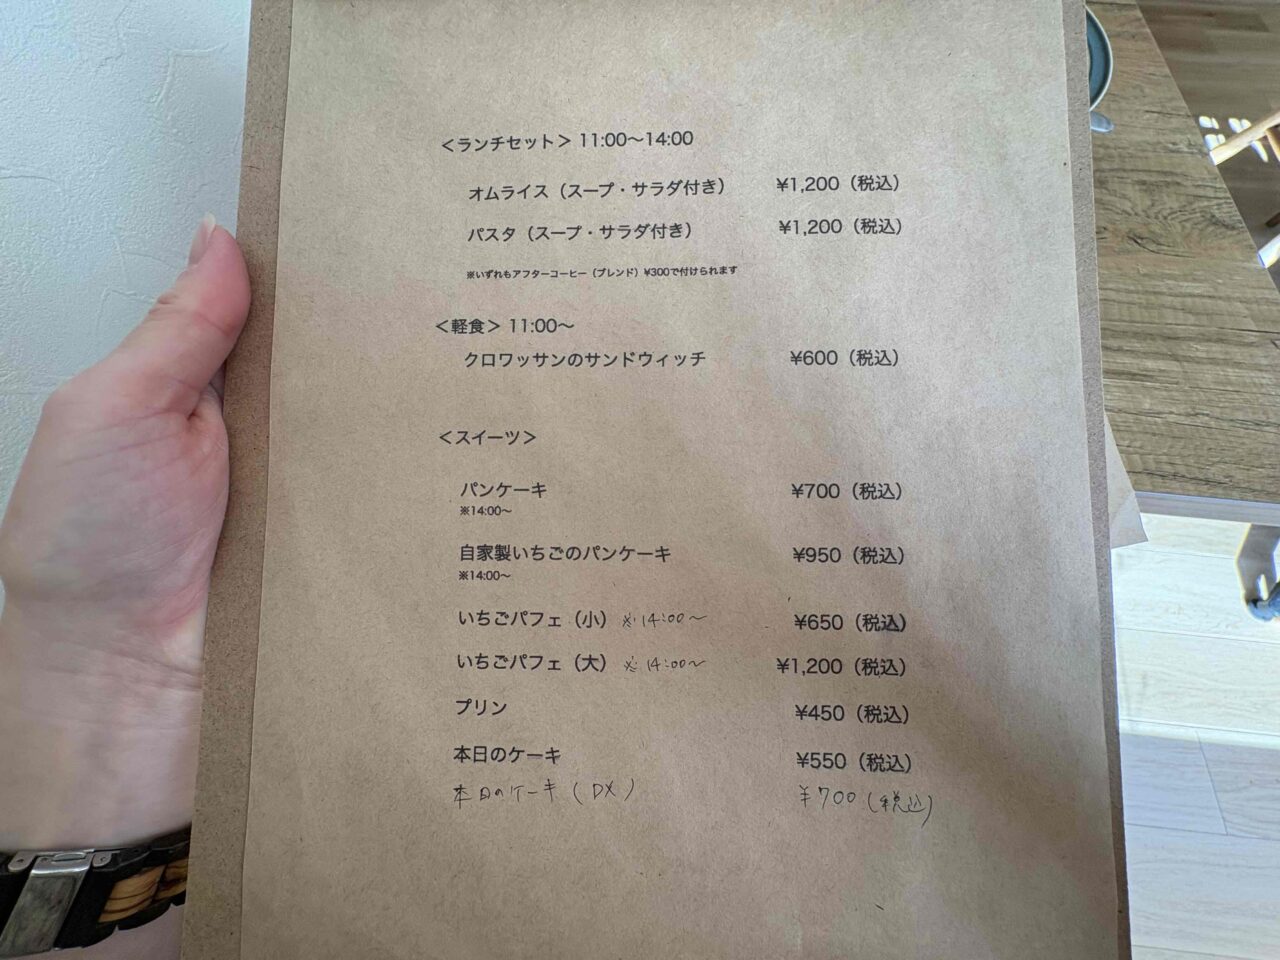 ＜ランチセット＞ 11:00〜14:00
オムライス（スープ・サラダ付き） ¥1,200（税込）
パスタ（スープ・サラダ付き） ¥1,200（税込）
※いずれもアフターコーヒー（ブレンド）¥300で付けられます
＜軽食＞ 11:00〜
クロワッサンのサンドウィッチ ¥600（税込）
＜スイーツ＞
パンケーキ ¥700（税込）
※14:00〜
自家製いちごのパンケーキ ¥950（税込）
※14:00〜
いちごパフェ（小） ※14:00〜 ¥650（税込）
いちごパフェ（大） ※14:00〜 ¥1,200（税込）
プリン ¥450（税込）
本日のケーキ ¥550（税込）
本日のケーキ（DX） ¥700（税込）